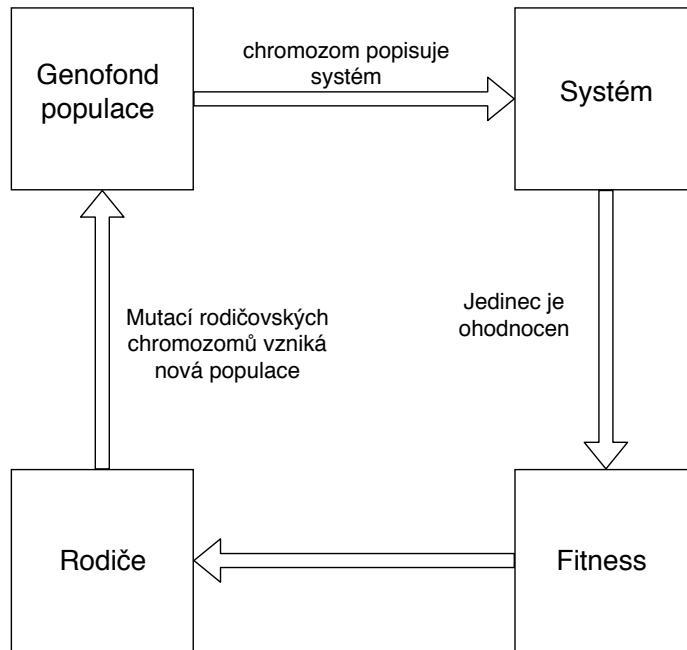 Genofond
populace
chromozom popisuje
systém
Systém
Mutací rodičovských
chromozomů vzniká
nová populace
Jedinec je
ohodnocen
Rodiče
Fitness